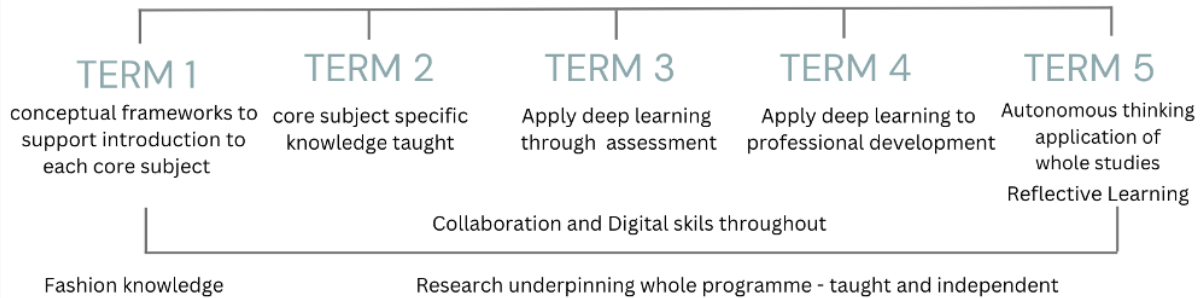 TERM 1
conceptual frameworks to
support introduction to
each core subject
TERM 2
core subject specific
knowledge taught
TERM 3
Apply deep learning
through assessment
TERM 4
Apply deep learning to
professional development
TERM 5
Autonomous thinking
application of
whole studies
Reflective Learning
Collaboration and Digital skils throughout
Fashion knowledge
Research underpinning whole programme - taught and independent